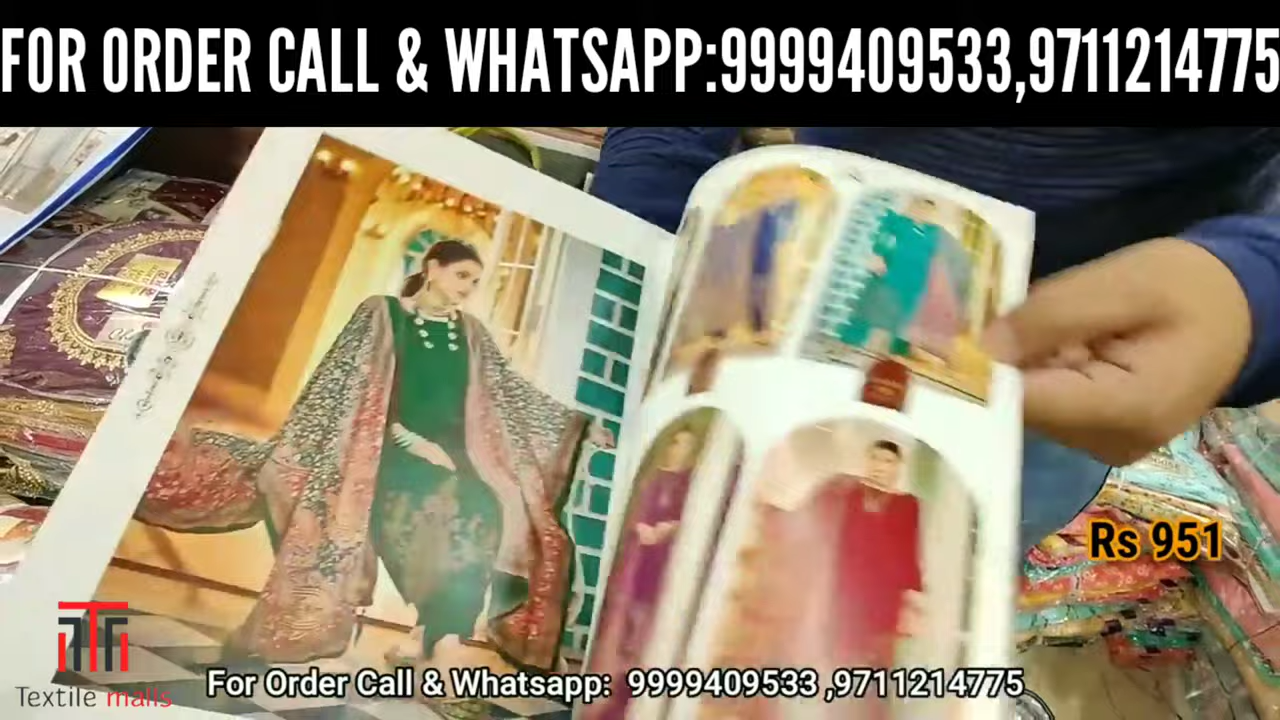 FOR ORDER CALL & WHATSAPP:9999409533,9711214775
Rs 951
For Order Call & Whatsapp: 9999409533 ,9711214775
Textile malls